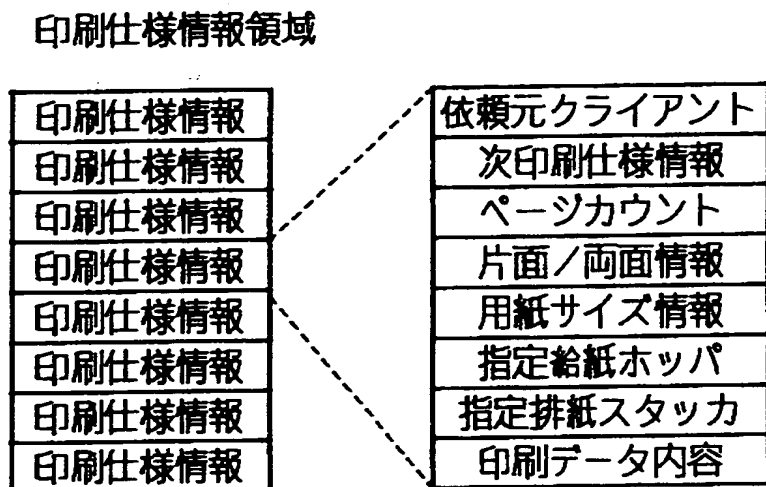 印刷仕様情報領域
印刷仕様情報
印刷仕様情報
印刷仕様情報
印刷仕様情報
印刷仕様情報
印刷仕様情報
印刷仕様情報
印刷仕様情報
依頼元クライアント
次印刷仕様情報
ページカウント
片面／両面情報
用紙サイズ情報
指定給紙ホッパ
指定排紙スタッカ
印刷データ内容